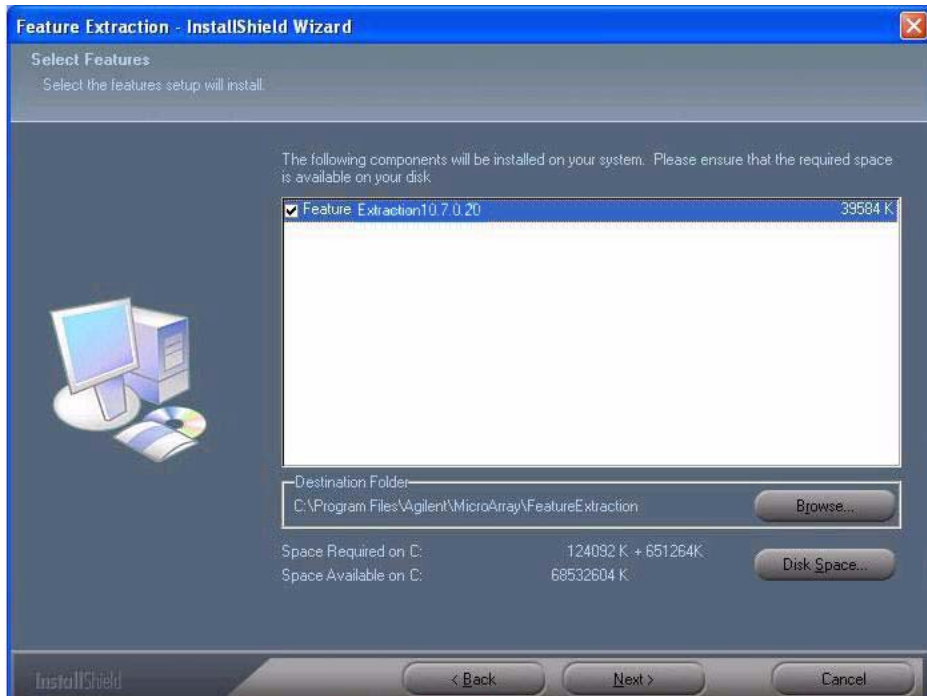 Feature Extraction - InstallShield Wizard
Select Features
Select the features setup will install.
The following components will be installed on your system. Please ensure that the required space
is available on your disk
Feature Extraction10.7.0.20 39584 K
Destination Folder
C:\Program Files\Agilent\MicroArray\FeatureExtraction
Browse...
Space Required on C: 124092 K + 651264K
Space Available on C: 68532604 K
Disk Space...
InstallShield
< Back
Next >
Cancel